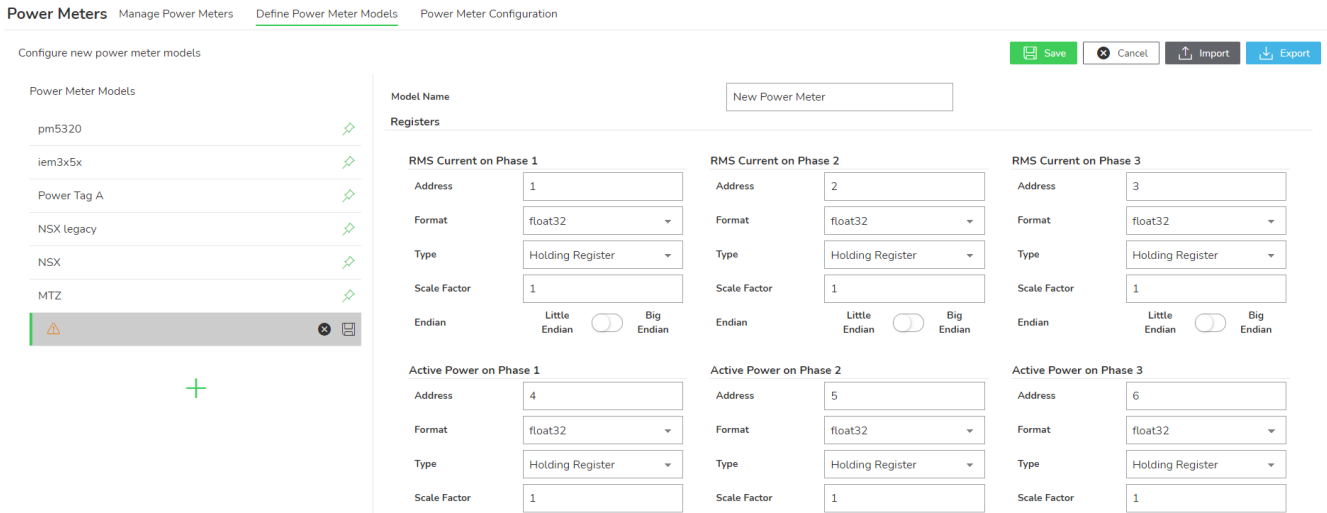 Power Meters Manage Power Meters Define Power Meter Models Power Meter Configuration
Configure new power meter models Save Cancel Import Export
Power Meter Models
pm5320
iem3x5x
Power Tag A
NSX legacy
NSX
MTZ
Model Name New Power Meter
Registers
RMS Current on Phase 1 RMS Current on Phase 2 RMS Current on Phase 3
Address 1 Address 2 Address 3
Format float32 Format float32 Format float32
Type Holding Register Type Holding Register Type Holding Register
Scale Factor 1 Scale Factor 1 Scale Factor 1
Endian Little Endian Big Endian Endian Little Endian Big Endian Endian Little Endian Big Endian
Active Power on Phase 1 Active Power on Phase 2 Active Power on Phase 3
Address 4 Address 5 Address 6
Format float32 Format float32 Format float32
Type Holding Register Type Holding Register Type Holding Register
Scale Factor 1 Scale Factor 1 Scale Factor 1